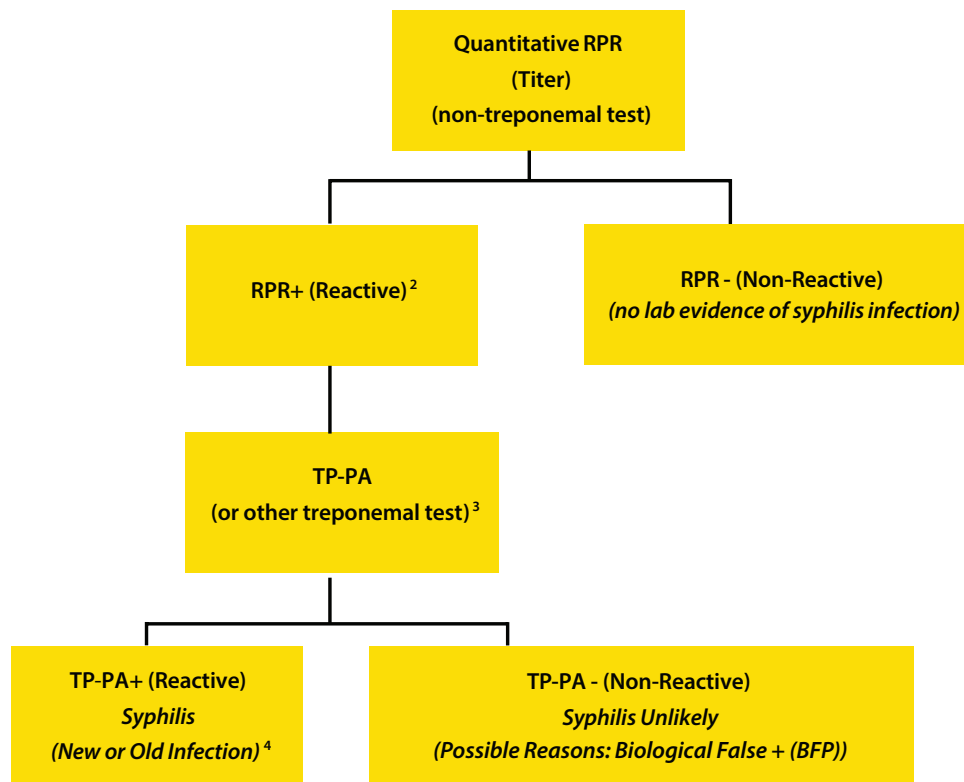 Quantitative RPR
(Titer)
(non-treponemal test)
RPR+ (Reactive) 2
RPR - (Non-Reactive)
(no lab evidence of syphilis infection)
TP-PA
(or other treponemal test) 3
TP-PA+ (Reactive)
Syphilis
(New or Old Infection) 4
TP-PA - (Non-Reactive)
Syphilis Unlikely
(Possible Reasons: Biological False + (BFP))